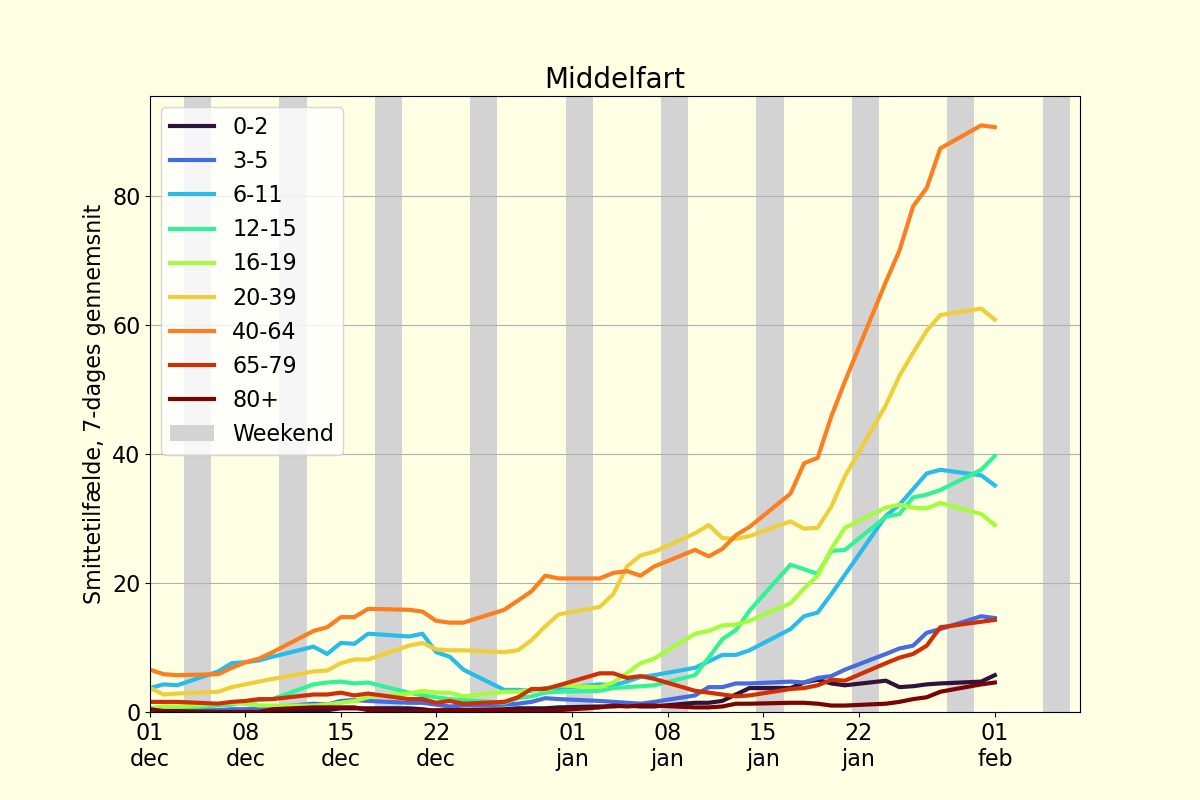 Middelfart
Smittetilfælde, 7-dages gennemsnit
0-2
3-5
6-11
12-15
16-19
20-39
40-64
65-79
80+
Weekend
80
60
40
20
0
01 08 15 22 01 08 15 22 01
dec dec dec dec jan jan jan jan feb